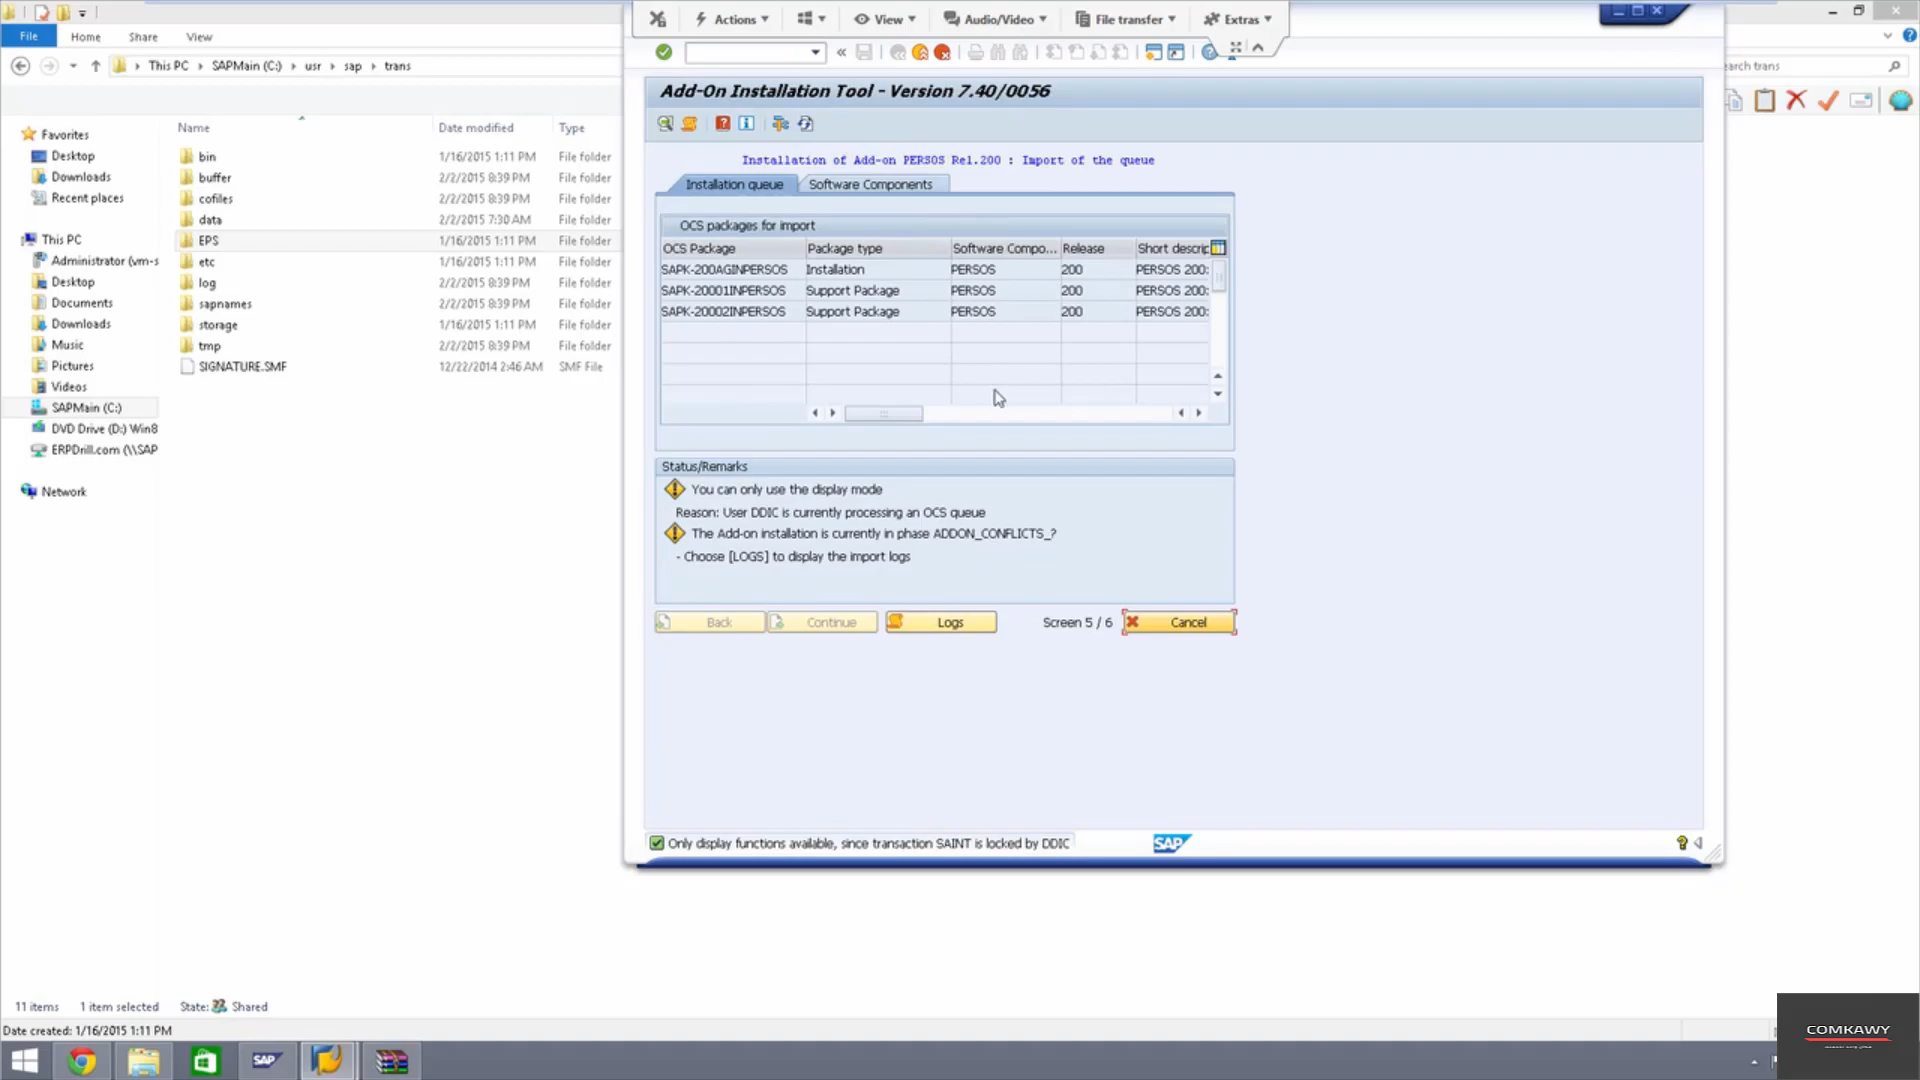 File
Home
Share
View
This PC
SAPMain (C:)
usr
sap
trans
Name
Date modified
Type
Favorites
Desktop
Downloads
Recent places
This PC
Administrator (vm-s
Desktop
Documents
Downloads
Music
Pictures
Videos
SAPMain (C:)
DVD Drive (D:) Win8
ERPDrill.com (\\SAP
Network
bin 1/16/2015 1:11 PM File folder
buffer 2/2/2015 8:39 PM File folder
cofiles 2/2/2015 8:39 PM File folder
data 2/2/2015 7:30 AM File folder
EPS 1/16/2015 1:11 PM File folder
etc 1/16/2015 1:11 PM File folder
log 2/2/2015 8:39 PM File folder
sapnames 2/2/2015 8:39 PM File folder
storage 1/16/2015 1:11 PM File folder
tmp 2/2/2015 8:39 PM File folder
SIGNATURE.SMF 12/22/2014 2:46 AM SMF File
Actions
View
Audio/Video
File transfer
Extras
Add-On Installation Tool - Version 7.40/0056
Installation of Add-on PERSOS Rel.200 : Import of the queue
Installation queue
Software Components
OCS packages for import
OCS Package Package type Software Compo... Release Short descrip
SAPK-200AGINPERSOS Installation PERSOS 200 PERSOS 200:
SAPK-20001INPERSOS Support Package PERSOS 200 PERSOS 200:
SAPK-20002INPERSOS Support Package PERSOS 200 PERSOS 200:
Status/Remarks
You can only use the display mode
Reason: User DDIC is currently processing an OCS queue
The Add-on installation is currently in phase ADDON_CONFLICTS_?
- Choose [LOGS] to display the import logs
Back
Continue
Logs
Screen 5 / 6
Cancel
Only display functions available, since transaction SAINT is locked by DDIC
SAP
earch trans
11 items 1 item selected State: Shared
Date created: 1/16/2015 1:11 PM
SAP
COMKAWY